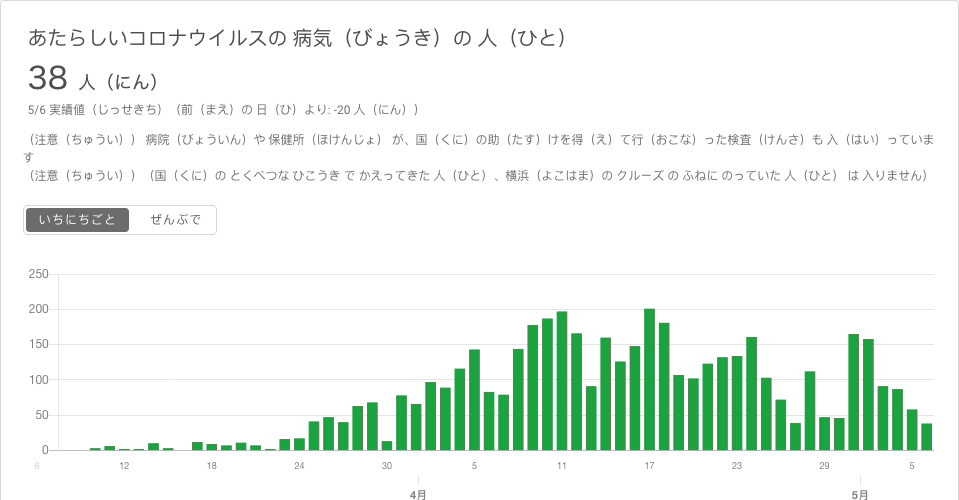 あたらしいコロナウイルスの 病気（びょうき）の 人（ひと）
38 人（にん）
5/6 実績値（じっせきち）（前（まえ）の 日（ひ）より: -20 人（にん））
（注意（ちゅうい）） 病院（びょういん）や 保健所（ほけんじょ） が、国（くに）の助（たす）けを得（え）て行（おこな）った検査（けんさ）も 入（はい）っていま
す
（注意（ちゅうい））（国（くに）の とくべつな ひこうき で かえってきた 人（ひと）、横浜（よこはま）の クルーズ の ふねに のっていた 人（ひと） は 入りません）
いちにちごと ぜんぶで
250
200
150
100
50
0
6 12 18 24 30 5 11 17 23 29 5
4月 5月